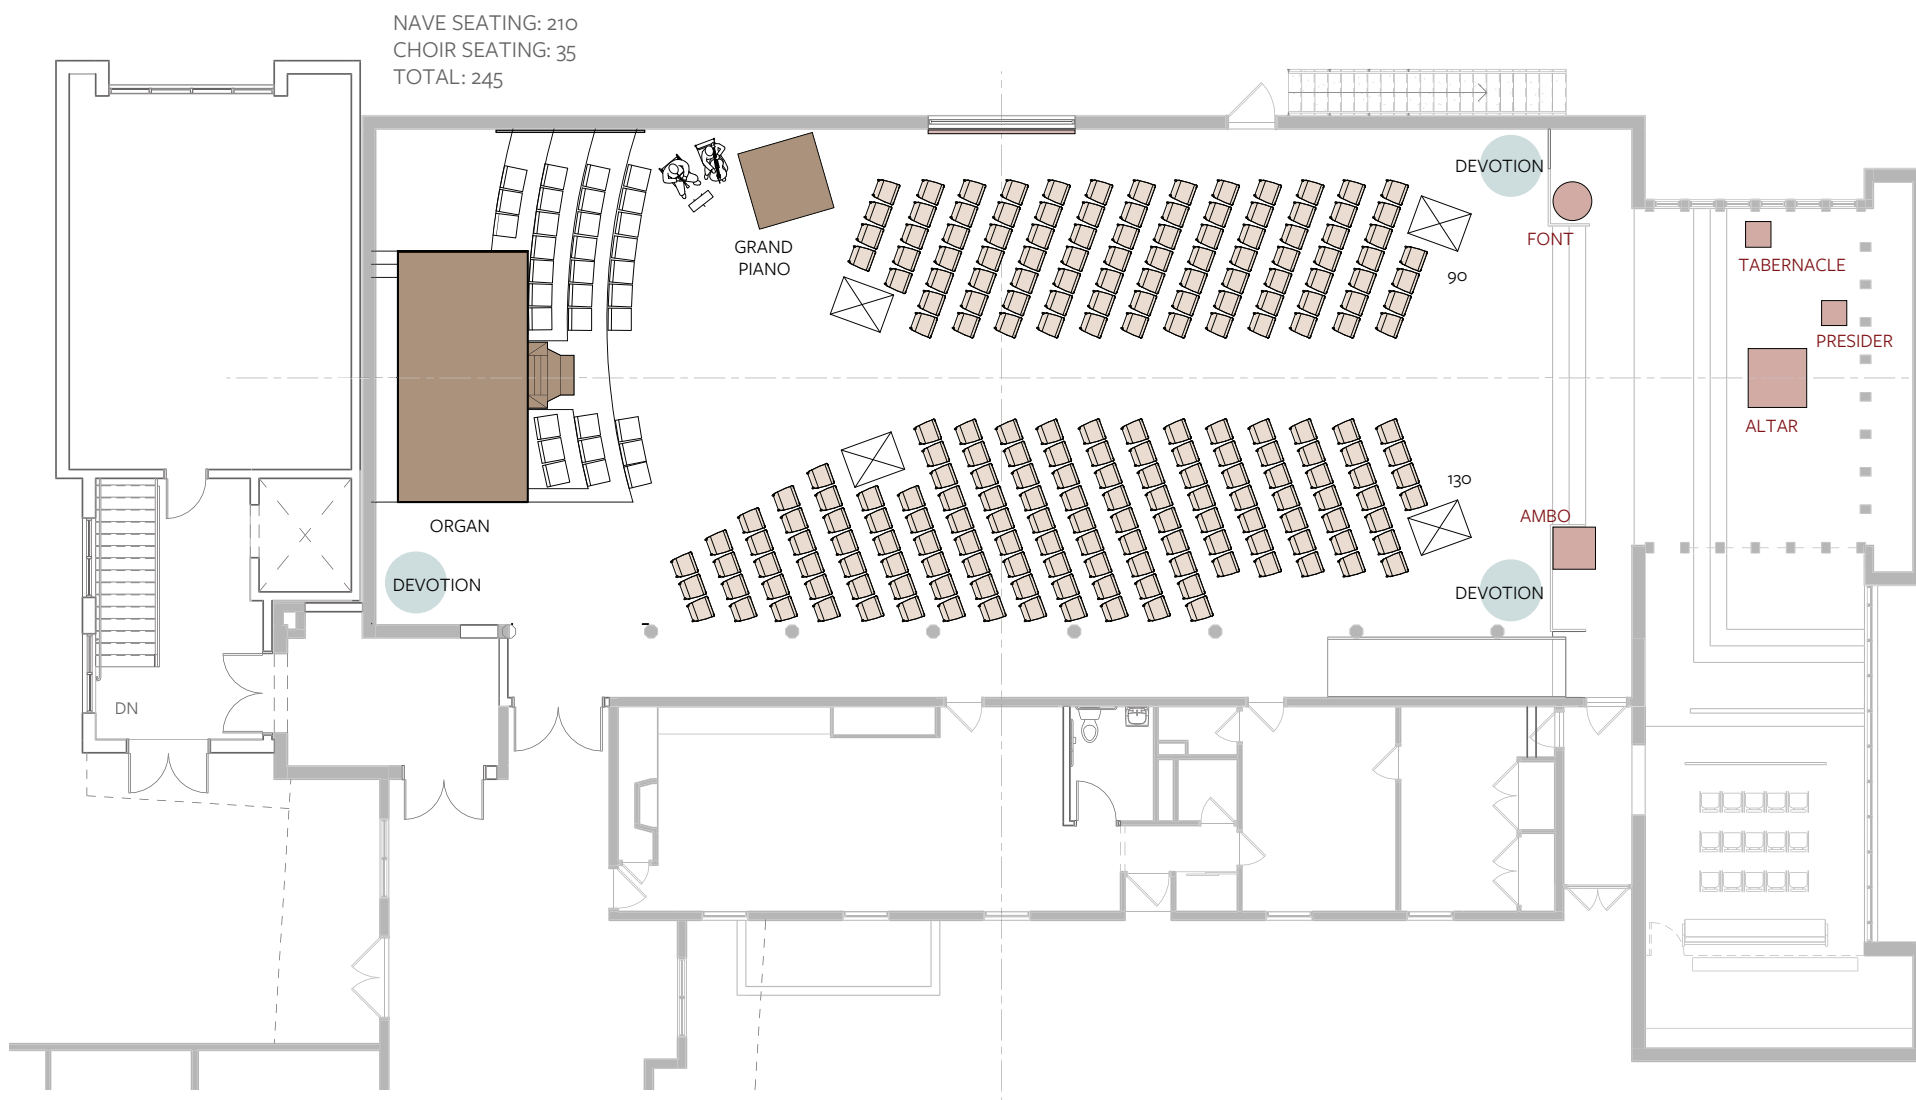 NAVE SEATING: 210
CHOIR SEATING: 35
TOTAL: 245
DEVOTION
FONT
GRAND
PIANO
90
TABERNACLE
PRESIDER
ALTAR
130
ORGAN
AMBO
DEVOTION
DEVOTION
DN